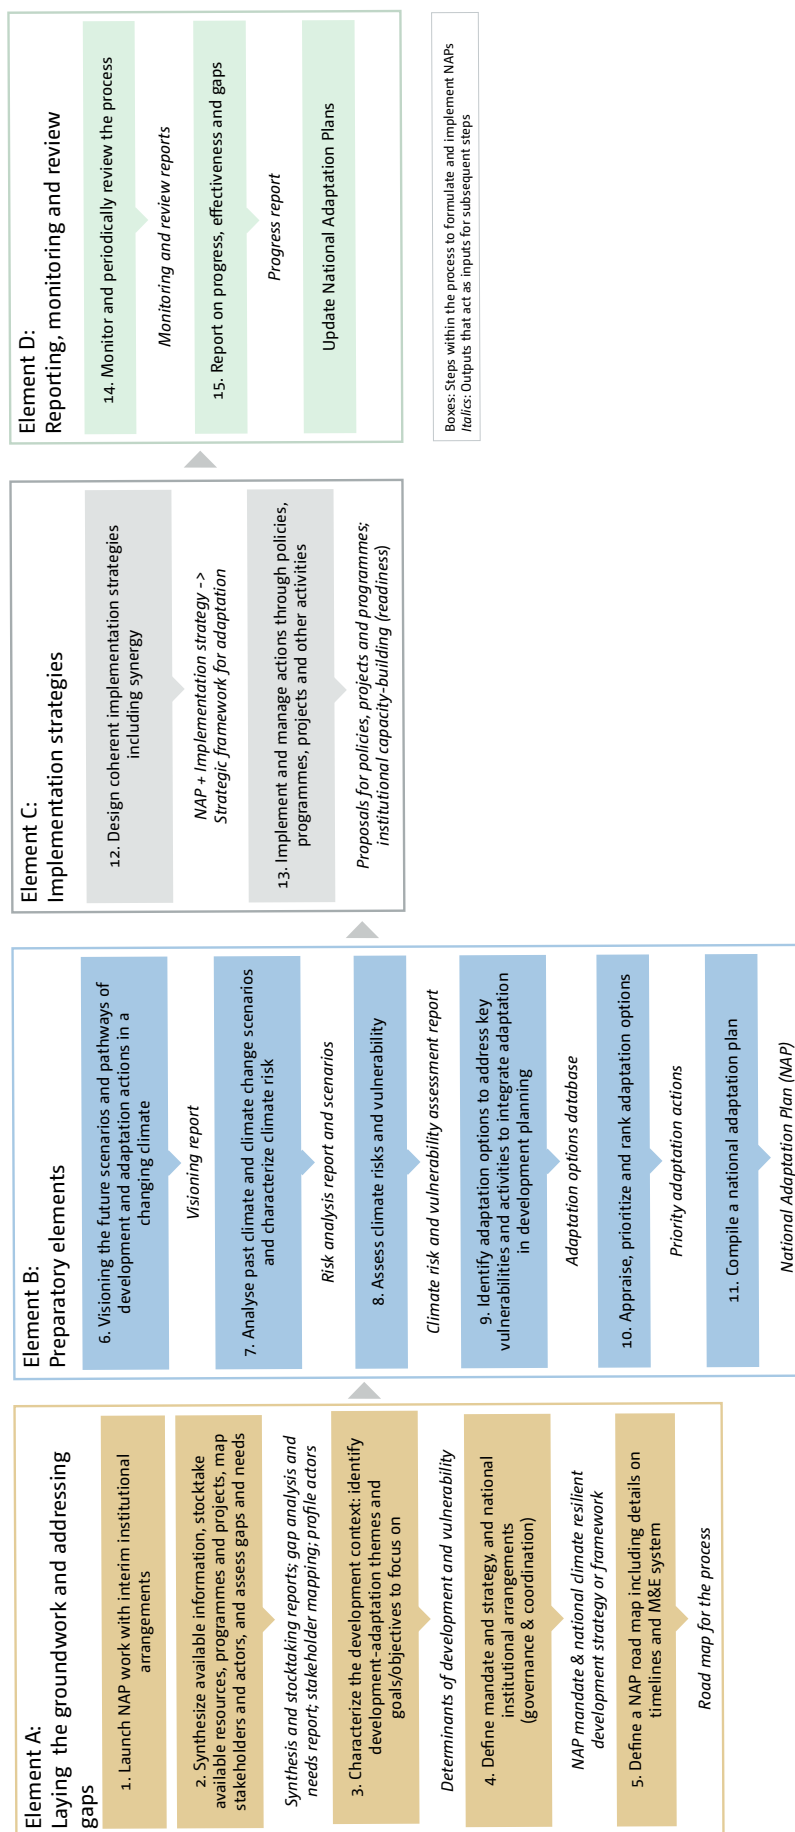 Element A:
Laying the groundwork and addressing
gaps
1. Launch NAP work with interim institutional
arrangements
2. Synthesize available information, stocktake
available resources, programmes and projects, map
stakeholders and actors, and assess gaps and needs
Synthesis and stocktaking reports; gap analysis and
needs report; stakeholder mapping; profile actors
3. Characterize the development context: identify
development-adaptation themes and
goals/objectives to focus on
Determinants of development and vulnerability
4. Define mandate and strategy, and national
institutional arrangements
(governance & coordination)
NAP mandate & national climate resilient
development strategy or framework
5. Define a NAP road map including details on
timelines and M&E system
Road map for the process
Element B:
Preparatory elements
6. Visioning the future scenarios and pathways of
development and adaptation actions in a
changing climate
Visioning report
7. Analyse past climate and climate change scenarios
and characterize climate risk
Risk analysis report and scenarios
8. Assess climate risks and vulnerability
Climate risk and vulnerability assessment report
9. Identify adaptation options to address key
vulnerabilities and activities to integrate adaptation
in development planning
Adaptation options database
10. Appraise, prioritize and rank adaptation options
Priority adaptation actions
11. Compile a national adaptation plan
National Adaptation Plan (NAP)
Element C:
Implementation strategies
12. Design coherent implementation strategies
including synergy
NAP + Implementation strategy ->
Strategic framework for adaptation
13. Implement and manage actions through policies,
programmes, projects and other activities
Proposals for policies, projects and programmes;
institutional capacity-building (readiness)
Element D:
Reporting, monitoring and review
14. Monitor and periodically review the process
Monitoring and review reports
15. Report on progress, effectiveness and gaps
Progress report
Update National Adaptation Plans
Boxes: Steps within the process to formulate and implement NAPs
Italics: Outputs that act as inputs for subsequent steps